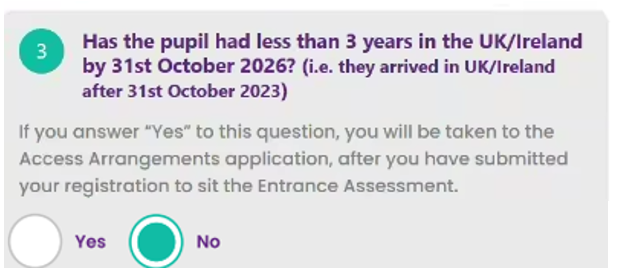 3
Has the pupil had less than 3 years in the UK/Ireland
by 31st October 2026? (i.e. they arrived in UK/Ireland
after 31st October 2023)
If you answer “Yes” to this question, you will be taken to the
Access Arrangements application, after you have submitted
your registration to sit the Entrance Assessment.
Yes No